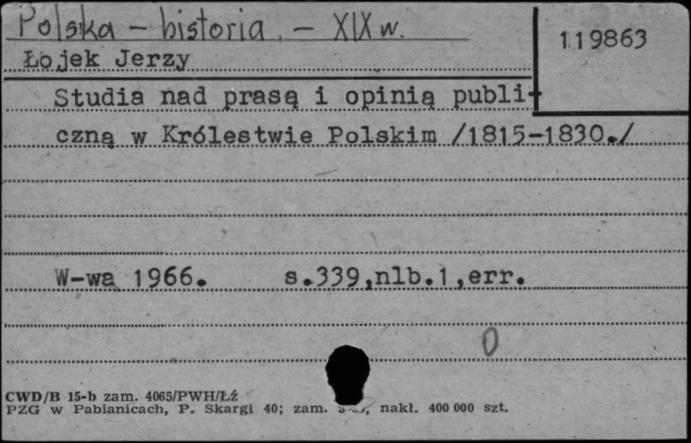 Polska – historia – XIX w.
119863
Łojek Jerzy
Studia nad prasą i opinią publi-
czną w Królestwie Polskim /1815-1830./
W-wa 1966. s.339,nlb.1,err.
0
CWD/B 15-b zam. 4065/PWH/Łź
PZG w Pabianicach, P. Skargi 40; zam. nakł. 400 000 szt.